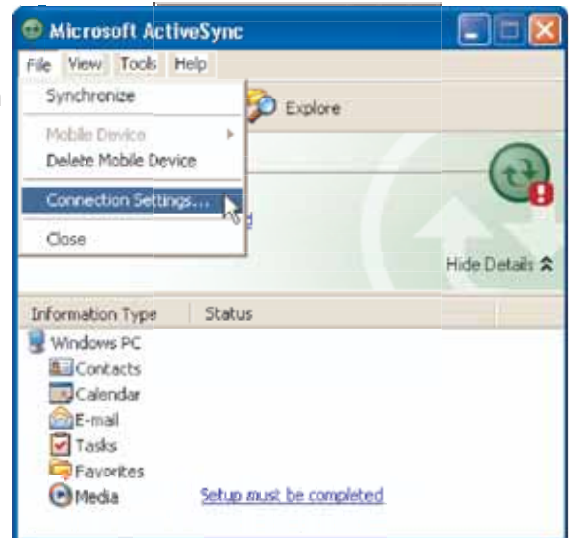 Microsoft ActiveSync
File View Tools Help
Synchronize
Explore
Mobile Device
Delete Mobile Device
Connection Settings...
Close
Hide Details
Information Type Status
Windows PC
Contacts
Calendar
E-mail
Tasks
Favorites
Media Setup must be completed